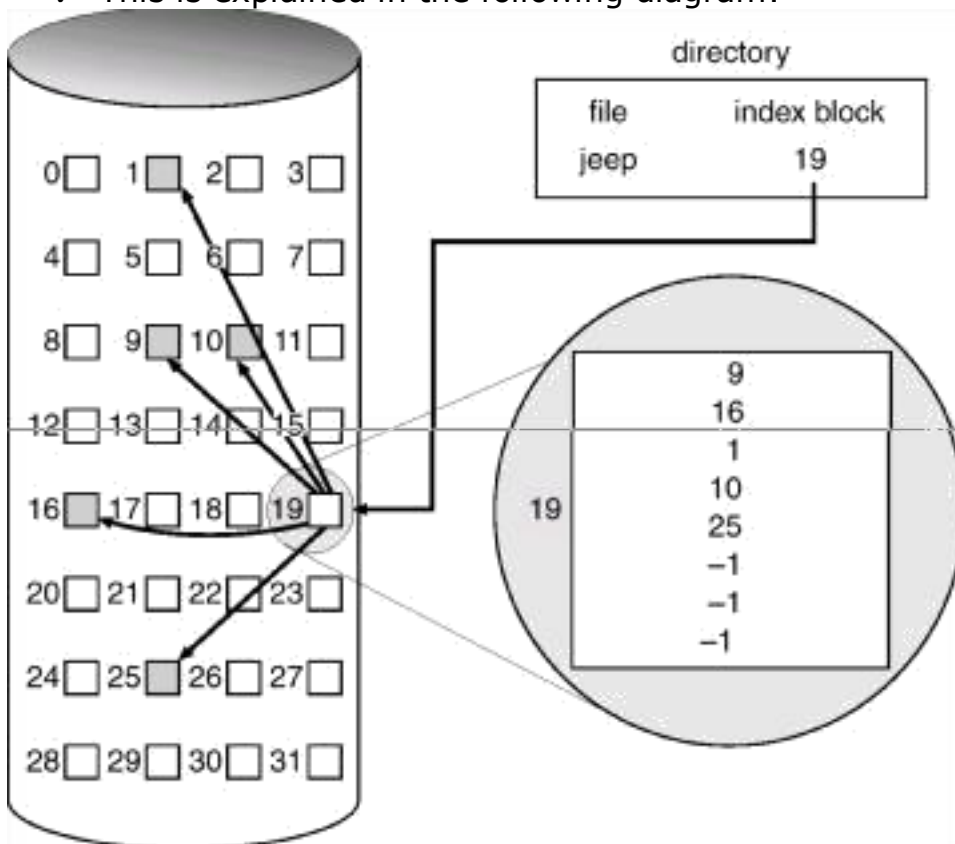 This is explained in the following diagram:
directory
file index block
jeep 19
0 1 2 3
4 5 6 7
8 9 10 11
12 13 14 15
16 17 18 19
20 21 22 23
24 25 26 27
28 29 30 31
19
9
16
1
10
25
–1
–1
–1